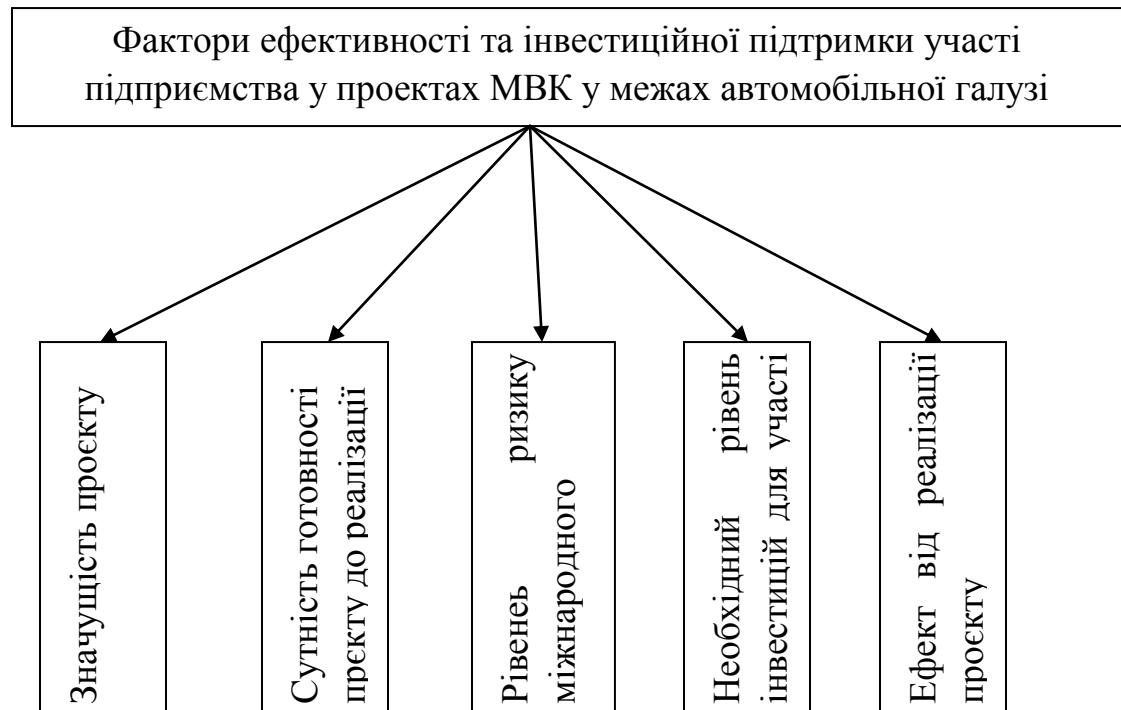 Фактори ефективності та інвестиційної підтримки участі
підприємства у проектах МВК у межах автомобільної галузі
Значущість проєкту
Сутність готовності
прєкту до реалізації
Рівенеь ризику
міжнародного
Необхідний рівень
інвестицій для участі
Ефект від реалізації
проєкту